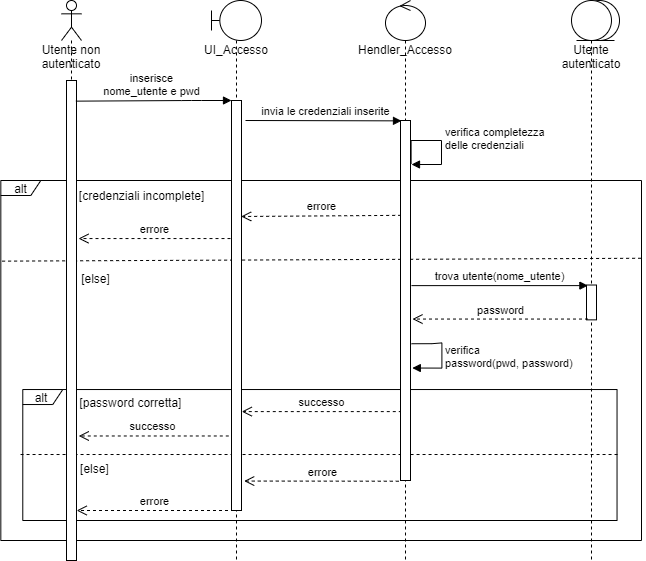 Utente non
autenticato
UI_Accesso
Hendler_Accesso
Utente
autenticato
inserisce
nome_utente e pwd
invia le credenziali inserite
verifica completezza
delle credenziali
alt
[credenziali incomplete]
errore
errore
[else]
trova utente(nome_utente)
password
verifica
password(pwd, password)
alt
[password corretta]
successo
successo
[else]
errore
errore